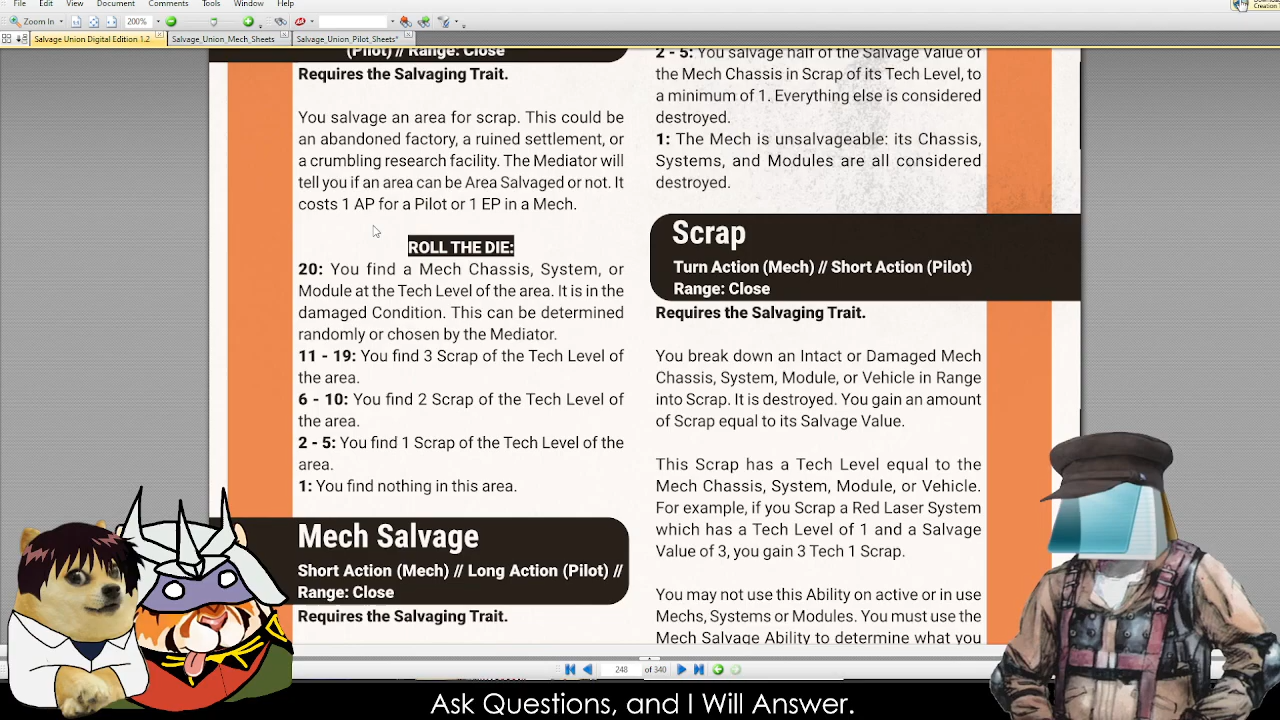 File Edit View Document Comments Tools Window Help
Zoom In 200%
Salvage Union Digital Edition 1.2 Salvage_Union_Mech_Sheets Salvage_Union_Pilot_Sheets*
Creation
(Pilot) // Range: Close
Requires the Salvaging Trait.
You salvage an area for scrap. This could be
an abandoned factory, a ruined settlement, or
a crumbling research facility. The Mediator will
tell you if an area can be Area Salvaged or not. It
costs 1 AP for a Pilot or 1 EP in a Mech.
ROLL THE DIE:
20: You find a Mech Chassis, System, or
Module at the Tech Level of the area. It is in the
damaged Condition. This can be determined
randomly or chosen by the Mediator.
11 - 19: You find 3 Scrap of the Tech Level of
the area.
6 - 10: You find 2 Scrap of the Tech Level of
the area.
2 - 5: You find 1 Scrap of the Tech Level of the
area.
1: You find nothing in this area.
Mech Salvage
Short Action (Mech) // Long Action (Pilot) //
Range: Close
Requires the Salvaging Trait.
2 - 5: You salvage half of the Salvage Value of
the Mech Chassis in Scrap of its Tech Level, to
a minimum of 1. Everything else is considered
destroyed.
1: The Mech is unsalvageable: its Chassis,
Systems, and Modules are all considered
destroyed.
Scrap
Turn Action (Mech) // Short Action (Pilot)
Range: Close
Requires the Salvaging Trait.
You break down an Intact or Damaged Mech
Chassis, System, Module, or Vehicle in Range
into Scrap. It is destroyed. You gain an amount
of Scrap equal to its Salvage Value.
This Scrap has a Tech Level equal to the
Mech Chassis, System, Module, or Vehicle.
For example, if you Scrap a Red Laser System
which has a Tech Level of 1 and a Salvage
Value of 3, you gain 3 Tech 1 Scrap.
You may not use this Ability on active or in use
Mechs, Systems or Modules. You must use the
Mech Salvage Ability to determine what you
248 of 340
Ask Questions, and I Will Answer.